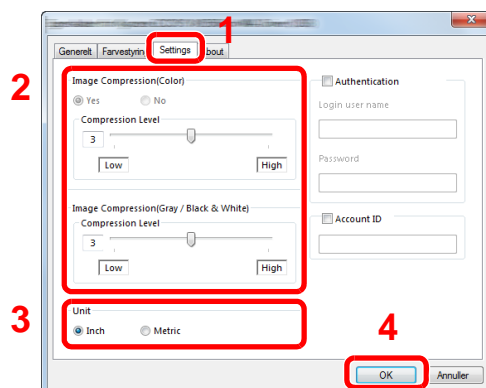 1
Generelt Farvestyring Settings bout
2
Image Compression(Color)
Yes No
Compression Level
3
Low High
Image Compression(Gray / Black & White)
Compression Level
3
Low High
Authentication
Login user name
Password
Account ID
3
Unit
Inch Metric
4
OK Annuller